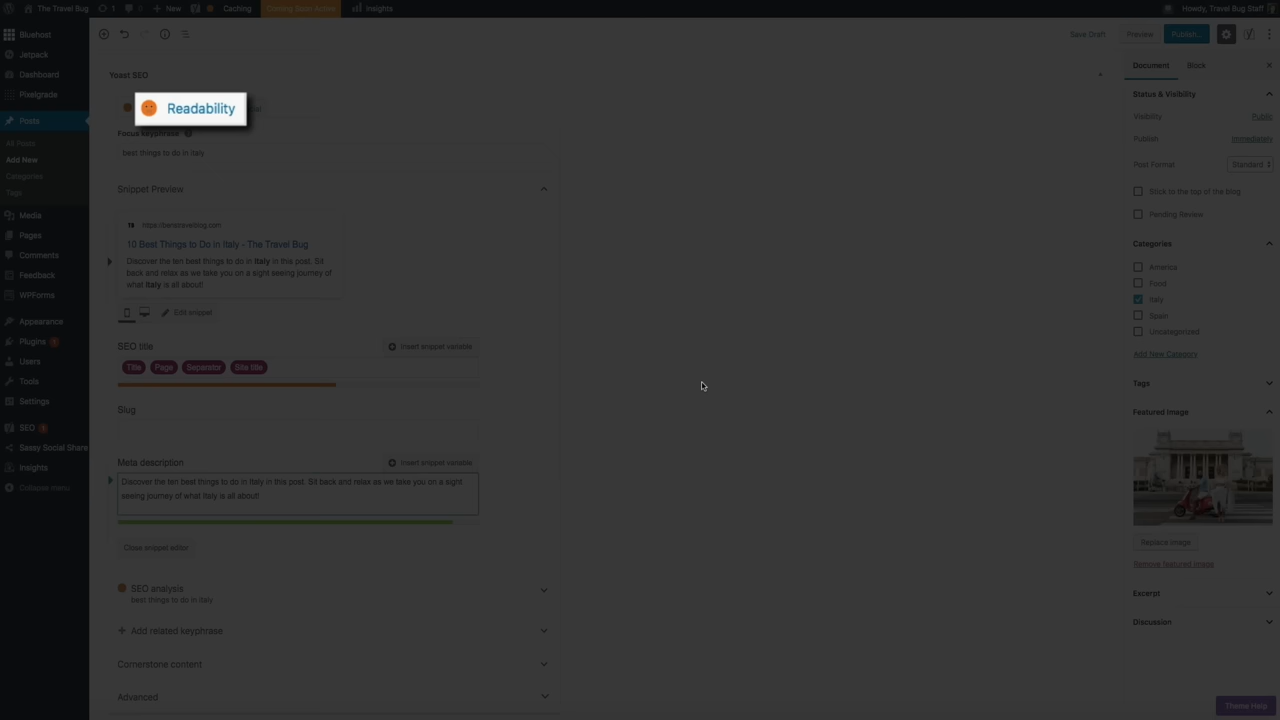 The Travel Bug
1
+ New
Caching
Coming Soon Active
Insights
Howdy, Travel Bug Staff
Bluehost
Jetpack
Dashboard
Pixelgrade
Posts
All Posts
Add New
Categories
Tags
Media
Pages
Comments
Feedback
WPForms
Appearance
Plugins
Users
Tools
Settings
SEO
Sassy Social Share
Insights
Collapse menu
Save Draft
Preview
Publish...
Yoast SEO
Readability
Focus keyphrase
best things to do in italy
Snippet Preview
TB https://benstravelblog.com
10 Best Things to Do in Italy - The Travel Bug
Discover the ten best things to do in Italy in this post. Sit
back and relax as we take you on a sight seeing journey of
what Italy is all about!
Edit snippet
SEO title
Insert snippet variable
Title Page Separator Site title
Slug
Meta description
Insert snippet variable
Discover the ten best things to do in Italy in this post. Sit back and relax as we take you on a sight
seeing journey of what Italy is all about!
Close snippet editor
SEO analysis
best things to do in italy
Add related keyphrase
Cornerstone content
Advanced
Document Block
Status & Visibility
Visibility Public
Publish Immediately
Post Format Standard
Stick to the top of the blog
Pending Review
Categories
America
Food
Italy
Spain
Uncategorized
Add New Category
Tags
Featured Image
Replace Image
Remove featured image
Excerpt
Discussion
Theme Help